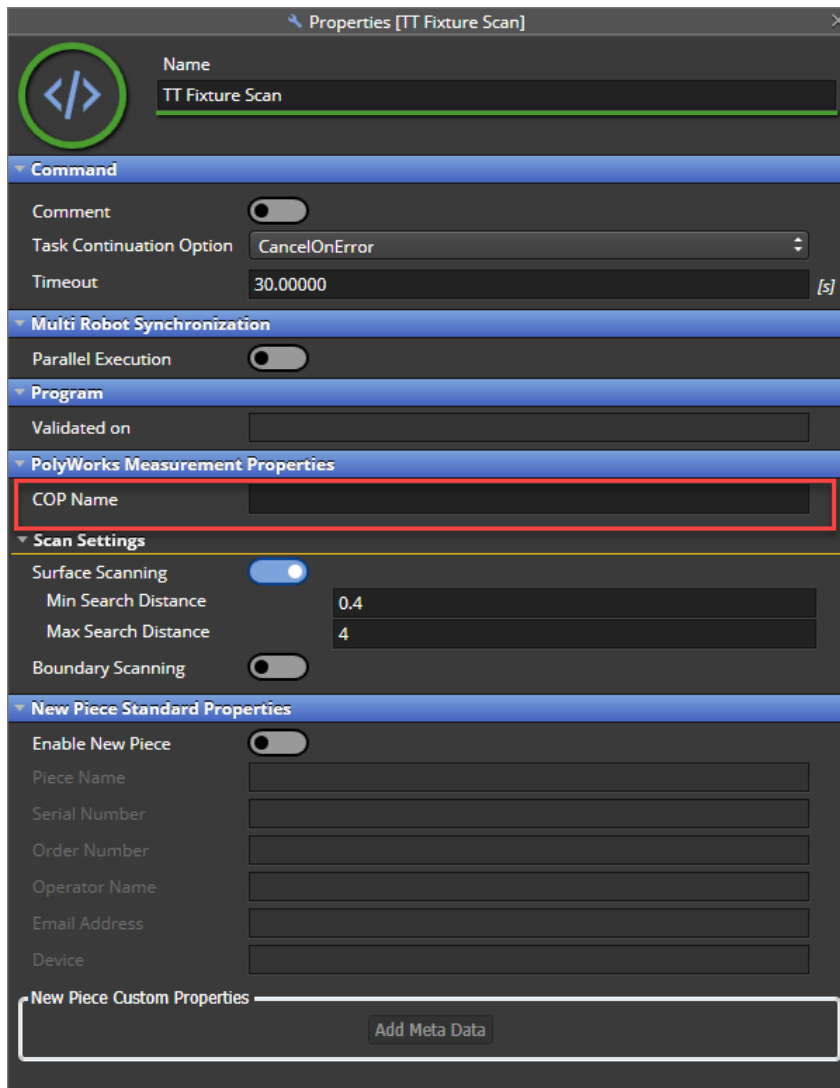 Properties [TT Fixture Scan]
Name
TT Fixture Scan
Command
Comment
Task Continuation Option CancelOnError
Timeout 30.00000 [s]
Multi Robot Synchronization
Parallel Execution
Program
Validated on
PolyWorks Measurement Properties
COP Name
Scan Settings
Surface Scanning
Min Search Distance 0.4
Max Search Distance 4
Boundary Scanning
New Piece Standard Properties
Enable New Piece
Piece Name
Serial Number
Order Number
Operator Name
Email Address
Device
New Piece Custom Properties
Add Meta Data